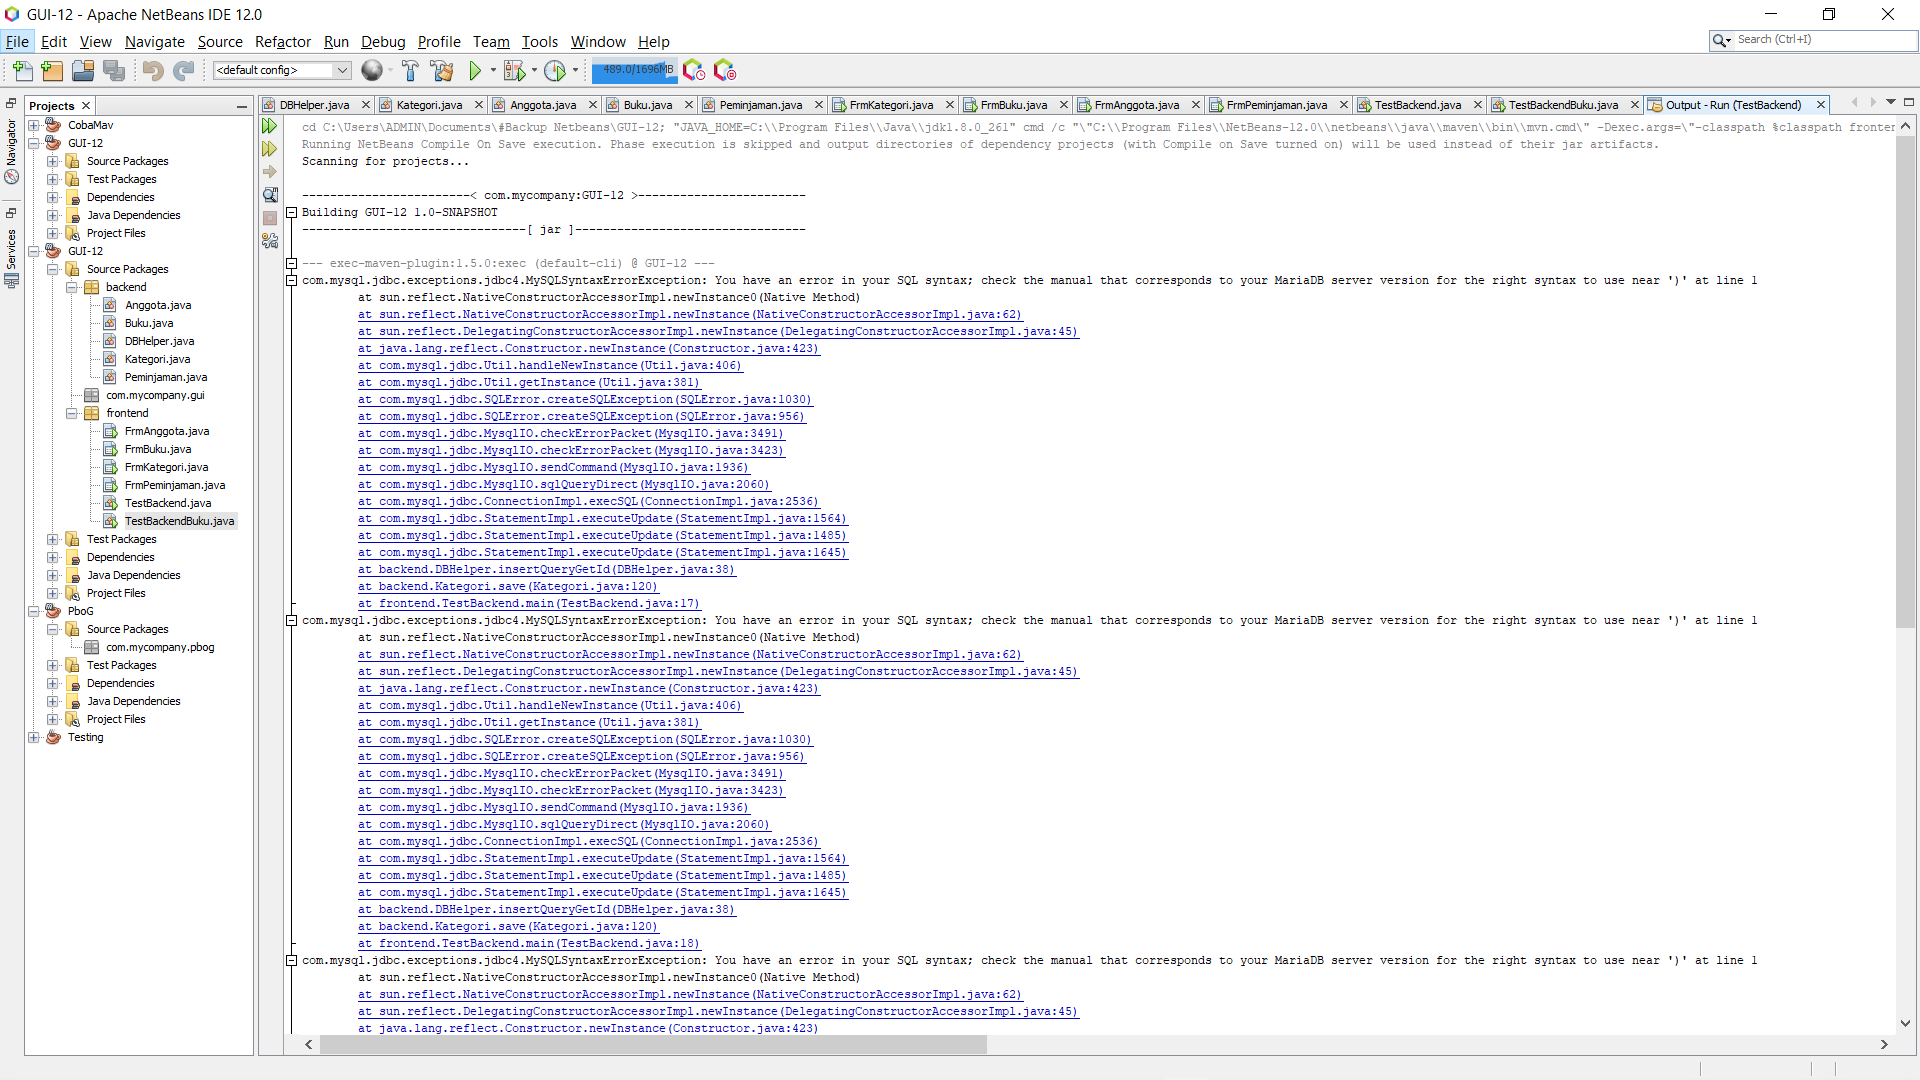 GUI-12 - Apache NetBeans IDE 12.0
File Edit View Navigate Source Refactor Run Debug Profile Team Tools Window Help
Search (Ctrl+I)
<default config>
489.0/1696MB
Navigator
Services
Projects
CobaMav
GUI-12
Source Packages
Test Packages
Dependencies
Java Dependencies
Project Files
GUI-12
Source Packages
backend
Anggota.java
Buku.java
DBHelper.java
Kategori.java
Peminjaman.java
com.mycompany.gui
frontend
FrmAnggota.java
FrmBuku.java
FrmKategori.java
FrmPeminjaman.java
TestBackend.java
TestBackendBuku.java
Test Packages
Dependencies
Java Dependencies
Project Files
PboG
Source Packages
com.mycompany.pbog
Test Packages
Dependencies
Java Dependencies
Project Files
Testing
DBHelper.java Kategori.java Anggota.java Buku.java Peminjaman.java FrmKategori.java FrmBuku.java FrmAnggota.java FrmPeminjaman.java TestBackend.java TestBackendBuku.java Output - Run (TestBackend)
cd C:\Users\ADMIN\Documents\#Backup Netbeans\GUI-12; "JAVA_HOME=C:\\Program Files\\Java\\jdk1.8.0_261" cmd /c "\"C:\\Program Files\\NetBeans-12.0\\netbeans\\java\\maven\\bin\\mvn.cmd\" -Dexec.args=\"-classpath %classpath fronter
Running NetBeans Compile On Save execution. Phase execution is skipped and output directories of dependency projects (with Compile on Save turned on) will be used instead of their jar artifacts.
Scanning for projects...
------------------------< com.mycompany:GUI-12 >------------------------
Building GUI-12 1.0-SNAPSHOT
--------------------------------[ jar ]---------------------------------
--- exec-maven-plugin:1.5.0:exec (default-cli) @ GUI-12 ---
com.mysql.jdbc.exceptions.jdbc4.MySQLSyntaxErrorException: You have an error in your SQL syntax; check the manual that corresponds to your MariaDB server version for the right syntax to use near ')' at line 1
at sun.reflect.NativeConstructorAccessorImpl.newInstance0(Native Method)
at sun.reflect.NativeConstructorAccessorImpl.newInstance(NativeConstructorAccessorImpl.java:62)
at sun.reflect.DelegatingConstructorAccessorImpl.newInstance(DelegatingConstructorAccessorImpl.java:45)
at java.lang.reflect.Constructor.newInstance(Constructor.java:423)
at com.mysql.jdbc.Util.handleNewInstance(Util.java:406)
at com.mysql.jdbc.Util.getInstance(Util.java:381)
at com.mysql.jdbc.SQLError.createSQLException(SQLError.java:1030)
at com.mysql.jdbc.SQLError.createSQLException(SQLError.java:956)
at com.mysql.jdbc.MysqlIO.checkErrorPacket(MysqlIO.java:3491)
at com.mysql.jdbc.MysqlIO.checkErrorPacket(MysqlIO.java:3423)
at com.mysql.jdbc.MysqlIO.sendCommand(MysqlIO.java:1936)
at com.mysql.jdbc.MysqlIO.sqlQueryDirect(MysqlIO.java:2060)
at com.mysql.jdbc.ConnectionImpl.execSQL(ConnectionImpl.java:2536)
at com.mysql.jdbc.StatementImpl.executeUpdate(StatementImpl.java:1564)
at com.mysql.jdbc.StatementImpl.executeUpdate(StatementImpl.java:1485)
at com.mysql.jdbc.StatementImpl.executeUpdate(StatementImpl.java:1645)
at backend.DBHelper.insertQueryGetId(DBHelper.java:38)
at backend.Kategori.save(Kategori.java:120)
at frontend.TestBackend.main(TestBackend.java:17)
com.mysql.jdbc.exceptions.jdbc4.MySQLSyntaxErrorException: You have an error in your SQL syntax; check the manual that corresponds to your MariaDB server version for the right syntax to use near ')' at line 1
at sun.reflect.NativeConstructorAccessorImpl.newInstance0(Native Method)
at sun.reflect.NativeConstructorAccessorImpl.newInstance(NativeConstructorAccessorImpl.java:62)
at sun.reflect.DelegatingConstructorAccessorImpl.newInstance(DelegatingConstructorAccessorImpl.java:45)
at java.lang.reflect.Constructor.newInstance(Constructor.java:423)
at com.mysql.jdbc.Util.handleNewInstance(Util.java:406)
at com.mysql.jdbc.Util.getInstance(Util.java:381)
at com.mysql.jdbc.SQLError.createSQLException(SQLError.java:1030)
at com.mysql.jdbc.SQLError.createSQLException(SQLError.java:956)
at com.mysql.jdbc.MysqlIO.checkErrorPacket(MysqlIO.java:3491)
at com.mysql.jdbc.MysqlIO.checkErrorPacket(MysqlIO.java:3423)
at com.mysql.jdbc.MysqlIO.sendCommand(MysqlIO.java:1936)
at com.mysql.jdbc.MysqlIO.sqlQueryDirect(MysqlIO.java:2060)
at com.mysql.jdbc.ConnectionImpl.execSQL(ConnectionImpl.java:2536)
at com.mysql.jdbc.StatementImpl.executeUpdate(StatementImpl.java:1564)
at com.mysql.jdbc.StatementImpl.executeUpdate(StatementImpl.java:1485)
at com.mysql.jdbc.StatementImpl.executeUpdate(StatementImpl.java:1645)
at backend.DBHelper.insertQueryGetId(DBHelper.java:38)
at backend.Kategori.save(Kategori.java:120)
at frontend.TestBackend.main(TestBackend.java:18)
com.mysql.jdbc.exceptions.jdbc4.MySQLSyntaxErrorException: You have an error in your SQL syntax; check the manual that corresponds to your MariaDB server version for the right syntax to use near ')' at line 1
at sun.reflect.NativeConstructorAccessorImpl.newInstance0(Native Method)
at sun.reflect.NativeConstructorAccessorImpl.newInstance(NativeConstructorAccessorImpl.java:62)
at sun.reflect.DelegatingConstructorAccessorImpl.newInstance(DelegatingConstructorAccessorImpl.java:45)
at java.lang.reflect.Constructor.newInstance(Constructor.java:423)